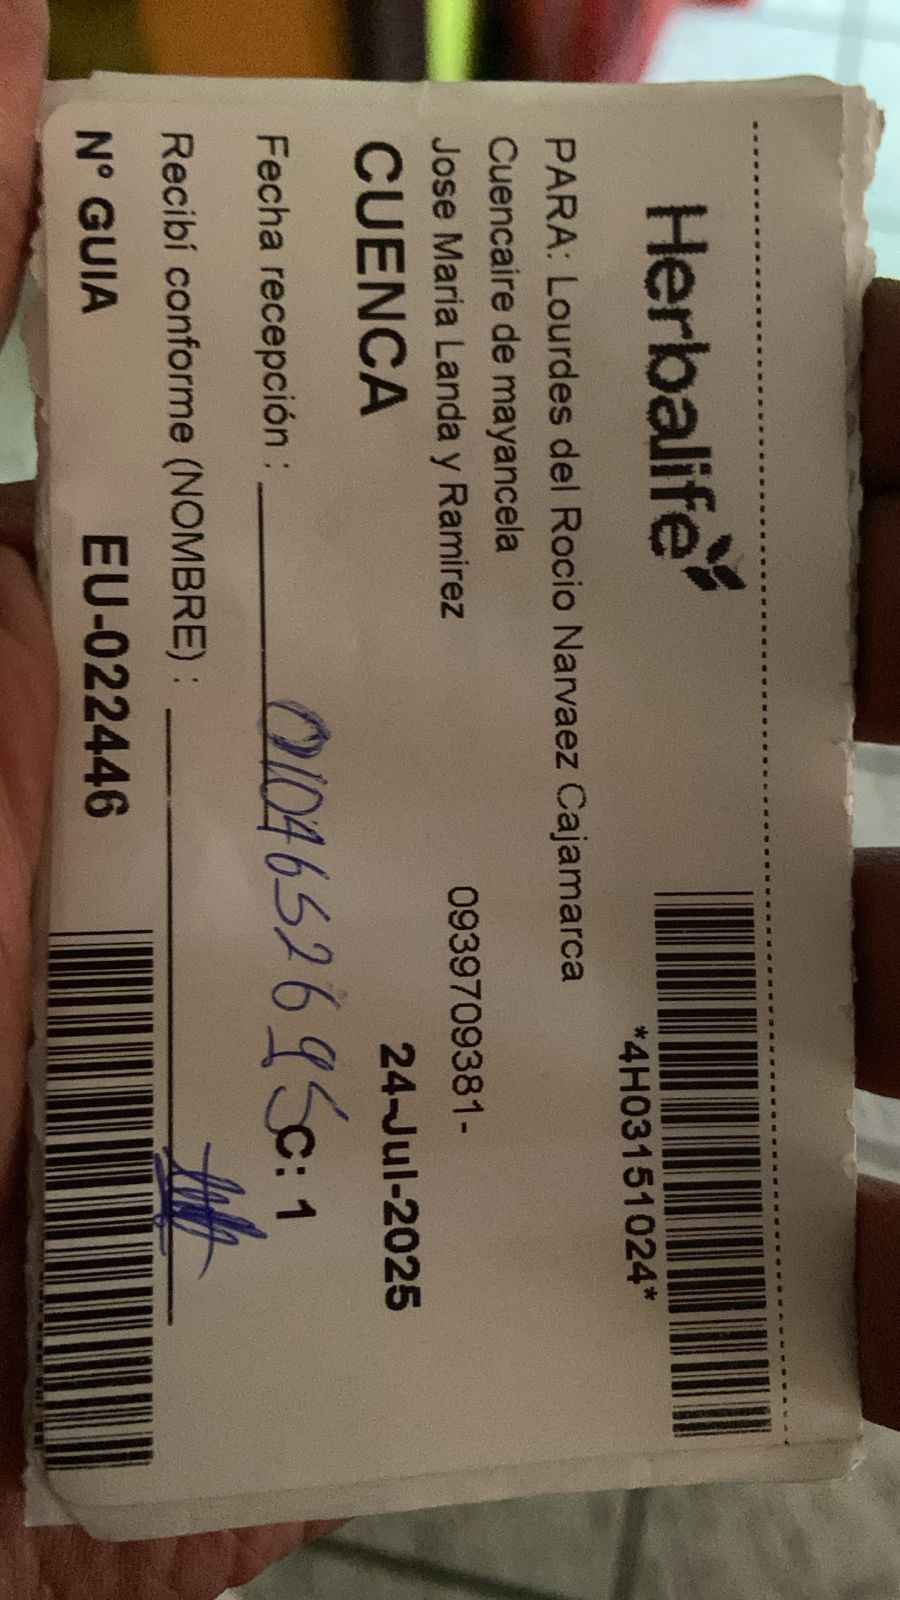 Herbalife
*4H03151024*
PARA: Lourdes del Rocio Narvaez Cajamarca
Cuencaire de mayancela
Jose Maria Landa y Ramirez 0939709381-
CUENCA 24-Jul-2025
Fecha recepción : 0104652695 C: 1
Recibí conforme (NOMBRE) :
N° GUIA EU-022446